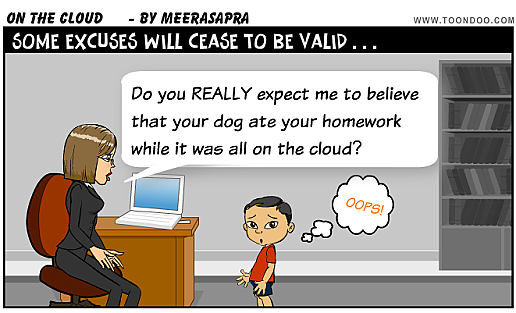 ON THE CLOUD - BY MEERASAPRA
WWW.TOONDOO.COM
SOME EXCUSES WILL CEASE TO BE VALID . . .
Do you REALLY expect me to believe
that your dog ate your homework
while it was all on the cloud?
OOPS!